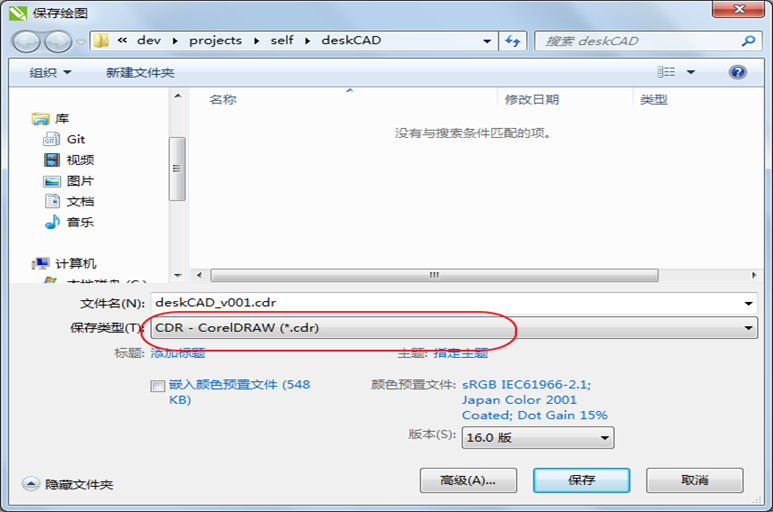 保存绘图
« dev ▸ projects ▸ self ▸ deskCAD
搜索 deskCAD
组织 新建文件夹
名称 修改日期 类型
没有与搜索条件匹配的项。
库
Git
视频
图片
文档
音乐
计算机
文件名(N): deskCAD_v001.cdr
保存类型(T): CDR - CorelDRAW (*.cdr)
标题: 添加标题 主题: 指定主题
嵌入颜色预置文件 (548
KB)
颜色预置文件: sRGB IEC61966-2.1;
Japan Color 2001
Coated; Dot Gain 15%
版本(S): 16.0 版
隐藏文件夹 高级(A)... 保存 取消